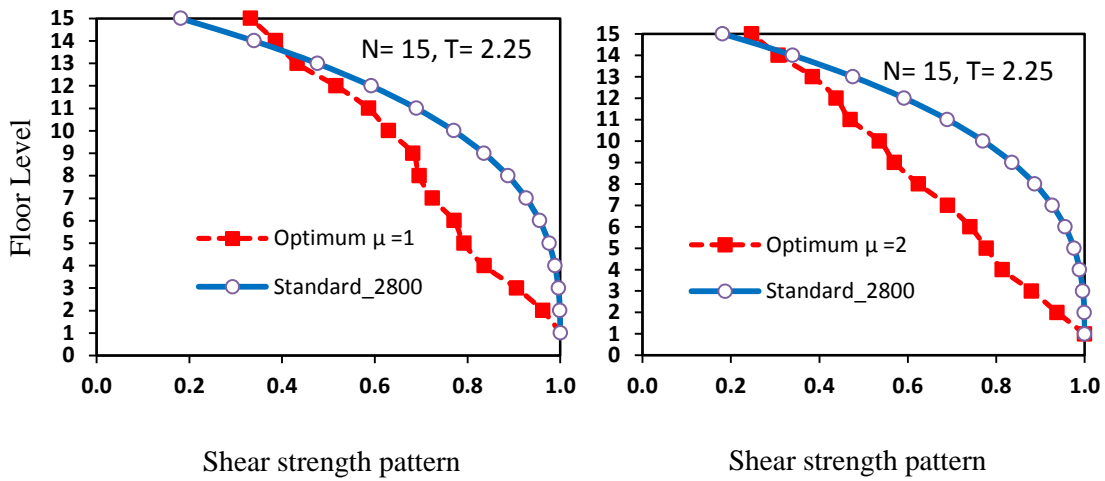 Floor Level
15
14
13
12
11
10
9
8
7
6
5
4
3
2
1
0
N= 15, T= 2.25
Optimum μ =1
Standard_2800
0.0 0.2 0.4 0.6 0.8 1.0
Shear strength pattern
15
14
13
12
11
10
9
8
7
6
5
4
3
2
1
0
N= 15, T= 2.25
Optimum μ =2
Standard_2800
0.0 0.2 0.4 0.6 0.8 1.0
Shear strength pattern